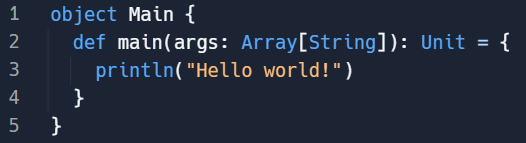 1 object Main {
2   def main(args: Array[String]): Unit = {
3     println("Hello world!")
4   }
5 }